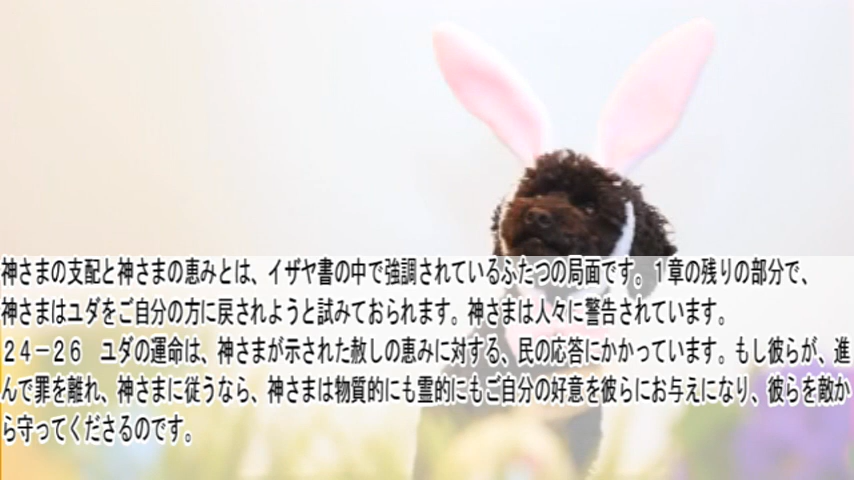 神さまの支配と神さまの恵みとは、イザヤ書の中で強調されているふたつの局面です。１章の残りの部分で、
神さまはユダをご自分の方に戻されようと試みておられます。神さまは人々に警告されています。
２４－２６　ユダの運命は、神さまが示された赦しの恵みに対する、民の応答にかかっています。もし彼らが、進
んで罪を離れ、神さまに従うなら、神さまは物質的にも霊的にもご自分の好意を彼らにお与えになり、彼らを敵か
ら守ってくださるのです。